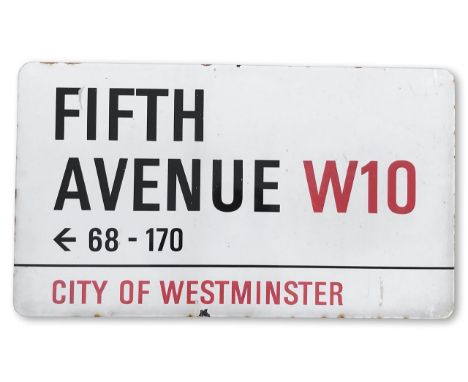 FIFTH
AVENUE W10
← 68 - 170
CITY OF WESTMINSTER